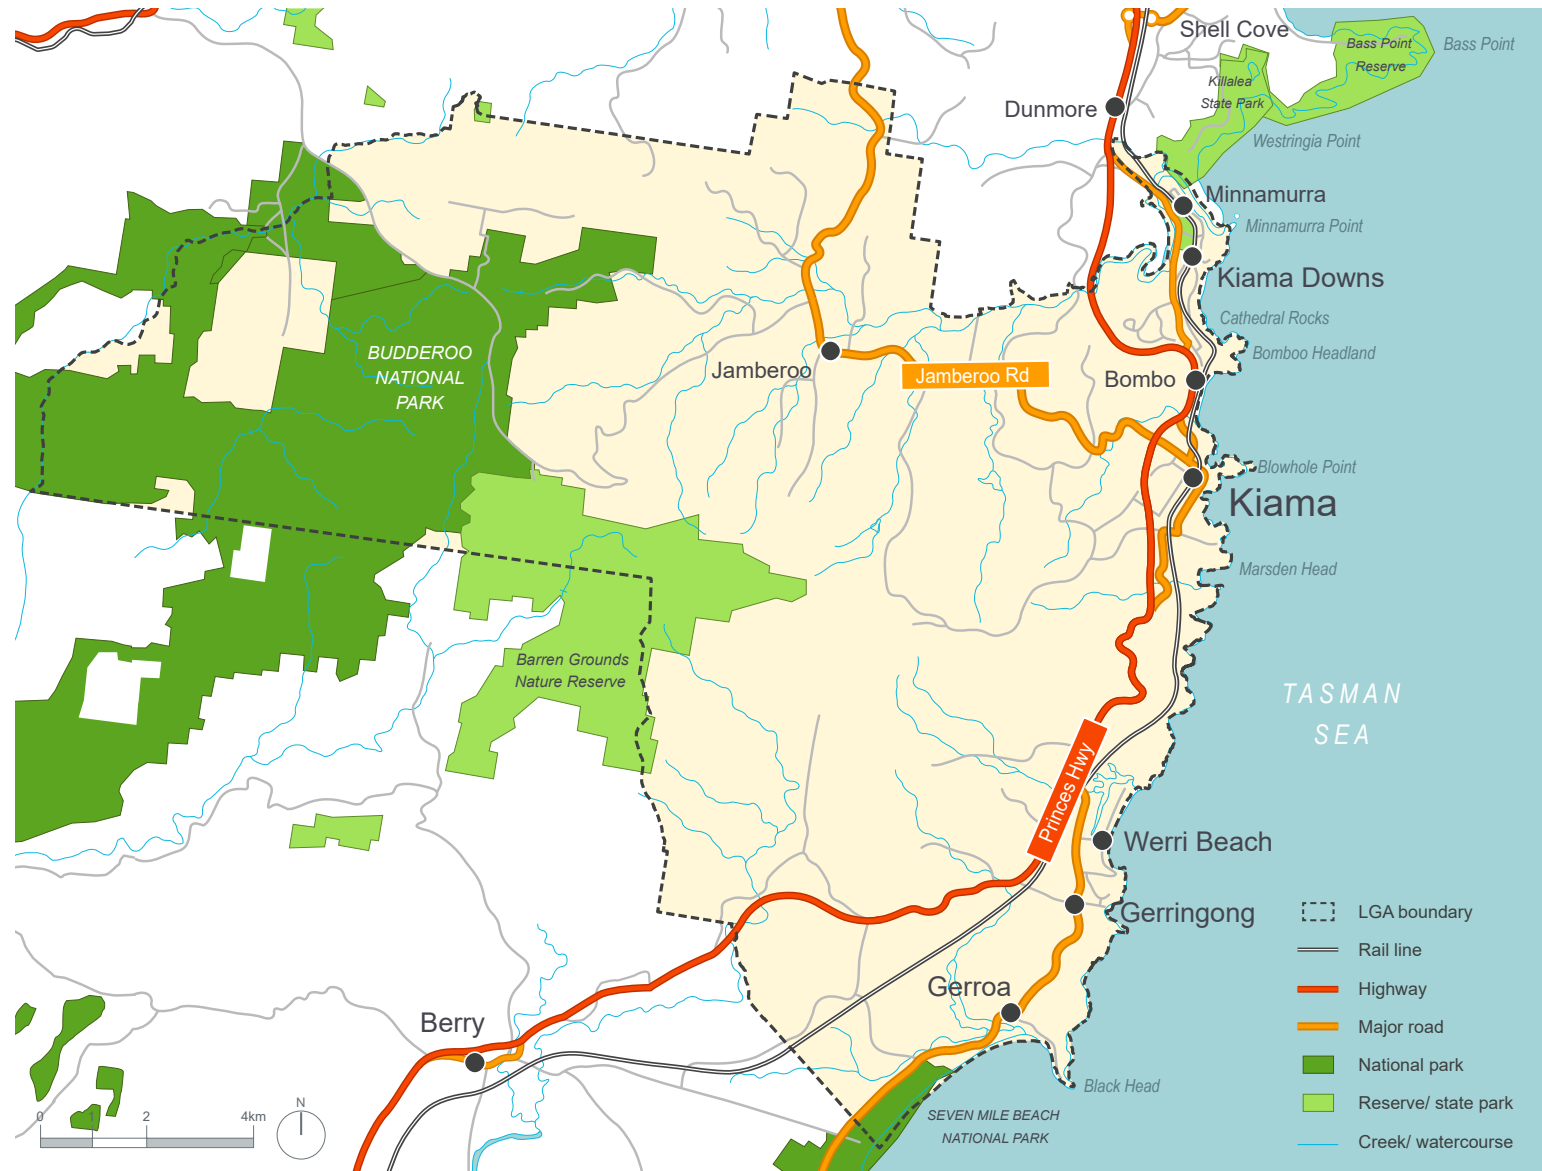 Shell Cove
Bass Point
Reserve
Bass Point
Killalea
State Park
Dunmore
Westringia Point
Minnamurra
Minnamurra Point
Kiama Downs
Cathedral Rocks
Bomboo Headland
BUDDEROO
NATIONAL
PARK
Jamberoo
Jamberoo Rd
Bombo
Blowhole Point
Kiama
Marsden Head
Barren Grounds
Nature Reserve
TASMAN
SEA
Princes Hwy
Werri Beach
Gerringong
Gerroa
Berry
Black Head
SEVEN MILE BEACH
NATIONAL PARK
LGA boundary
Rail line
Highway
Major road
National park
Reserve/ state park
Creek/ watercourse
0 1 2 4km
N